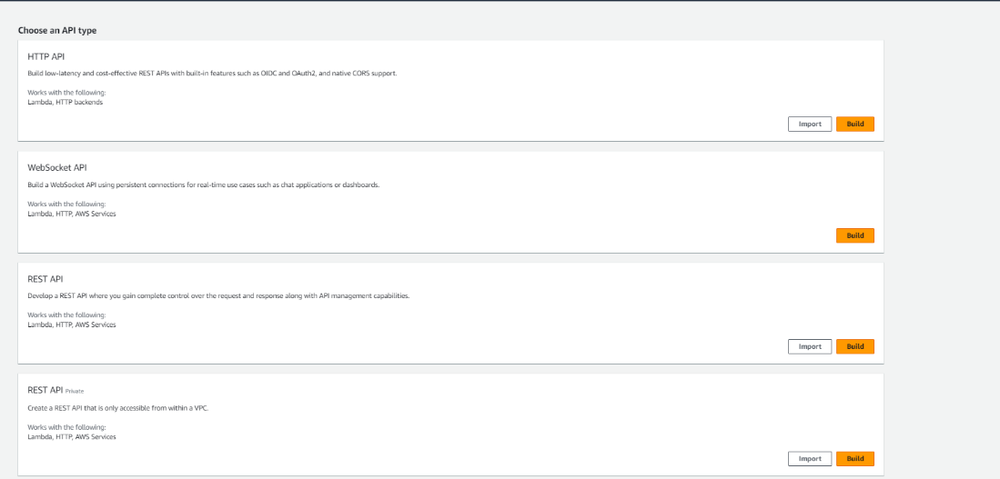 Choose an API type
HTTP API
Build low-latency and cost-effective REST APIs with built-in features such as OIDC and OAuth2, and native CORS support.
Works with the following:
Lambda, HTTP backends
Import Build
WebSocket API
Build a WebSocket API using persistent connections for real-time use cases such as chat applications or dashboards.
Works with the following:
Lambda, HTTP, AWS Services
Build
REST API
Develop a REST API where you gain complete control over the request and response along with API management capabilities.
Works with the following:
Lambda, HTTP, AWS Services
Import Build
REST API Private
Create a REST API that is only accessible from within a VPC.
Works with the following:
Lambda, HTTP, AWS Services
Import Build